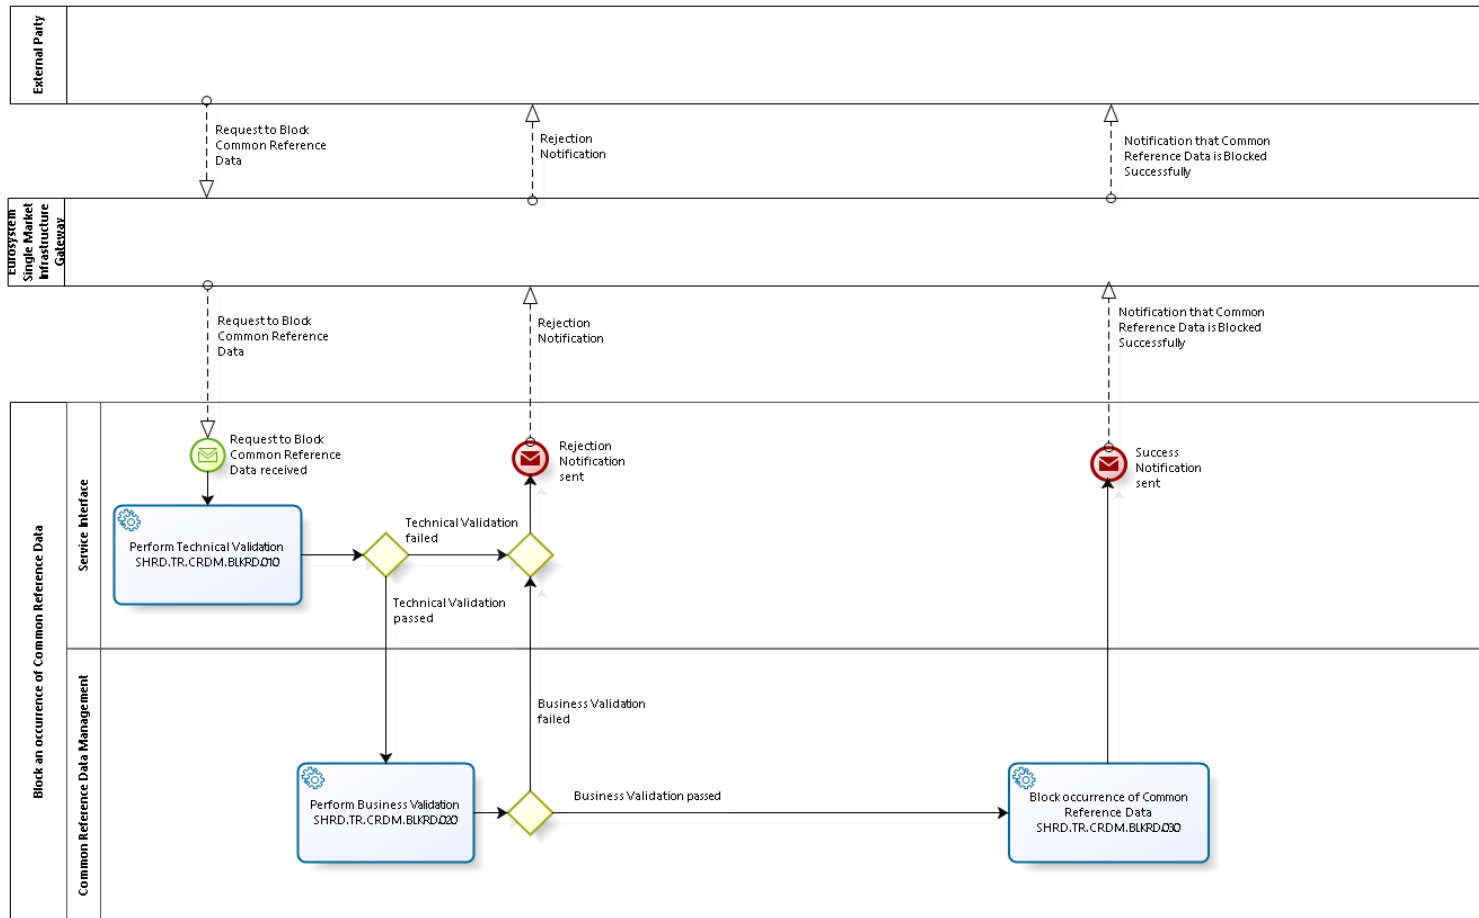 External Party
Request to Block
Common Reference
Data
Rejection
Notification
Notification that Common
Reference Data is Blocked
Successfully
Eurosystem
Single Market
Infrastructure
Gateway
Request to Block
Common Reference
Data
Rejection
Notification
Notification that Common
Reference Data is Blocked
Successfully
Block an occurrence of Common Reference Data
Service Interface
Request to Block
Common Reference
Data received
Rejection
Notification
sent
Success
Notification
sent
Perform Technical Validation
SHRD.TR.CRDM.BLKRD.010
Technical Validation
failed
Technical Validation
passed
Common Reference Data Management
Business Validation
failed
Perform Business Validation
SHRD.TR.CRDM.BLKRD.020
Business Validation passed
Block occurrence of Common
Reference Data
SHRD.TR.CRDM.BLKRD.030